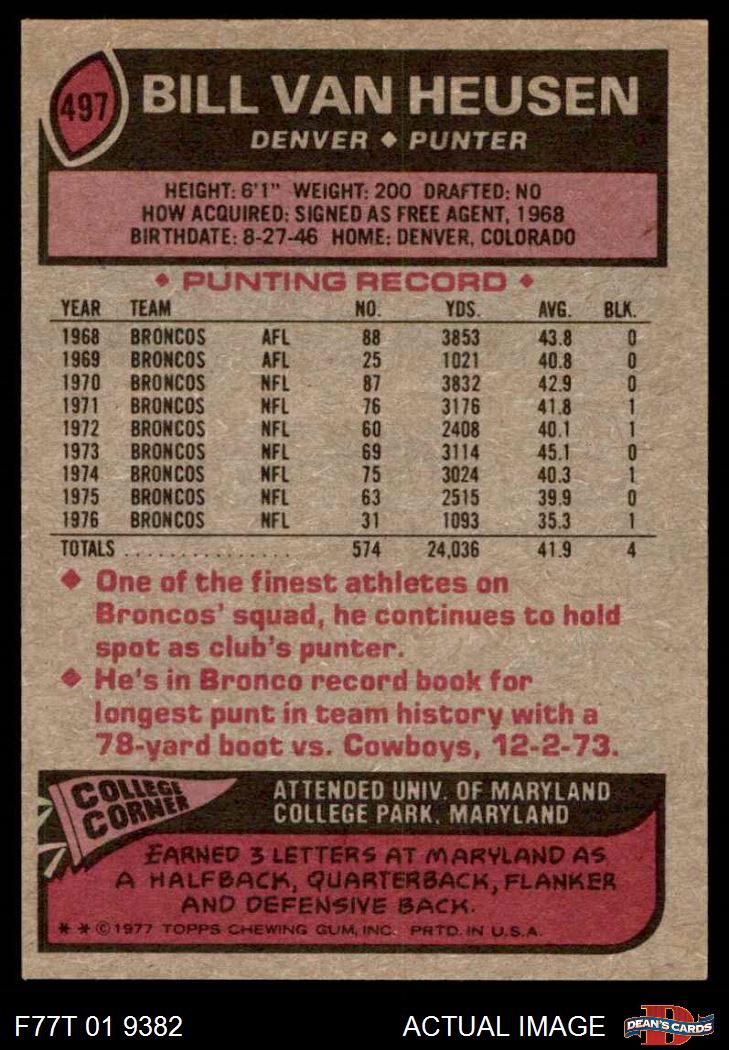 497
BILL VAN HEUSEN
DENVER ◆ PUNTER
HEIGHT: 6'1" WEIGHT: 200 DRAFTED: NO
HOW ACQUIRED: SIGNED AS FREE AGENT, 1968
BIRTHDATE: 8-27-46 HOME: DENVER, COLORADO
◆ PUNTING RECORD ◆
YEAR TEAM NO. YDS. AVG. BLK.
1968 BRONCOS AFL 88 3853 43.8 0
1969 BRONCOS AFL 25 1021 40.8 0
1970 BRONCOS NFL 87 3832 42.9 0
1971 BRONCOS NFL 76 3176 41.8 1
1972 BRONCOS NFL 60 2408 40.1 1
1973 BRONCOS NFL 69 3114 45.1 0
1974 BRONCOS NFL 75 3024 40.3 1
1975 BRONCOS NFL 63 2515 39.9 0
1976 BRONCOS NFL 31 1093 35.3 1
TOTALS ................ 574 24,036 41.9 4
◆ One of the finest athletes on
Broncos' squad, he continues to hold
spot as club's punter.
◆ He's in Bronco record book for
longest punt in team history with a
78-yard boot vs. Cowboys, 12-2-73.
COLLEGE
CORNER
ATTENDED UNIV. OF MARYLAND
COLLEGE PARK, MARYLAND
EARNED 3 LETTERS AT MARYLAND AS
A HALFBACK, QUARTERBACK, FLANKER
AND DEFENSIVE BACK.
* * © 1977 TOPPS CHEWING GUM, INC. PRTD. IN U.S.A.
F77T 01 9382 ACTUAL IMAGE
D
DEAN'S CARDS